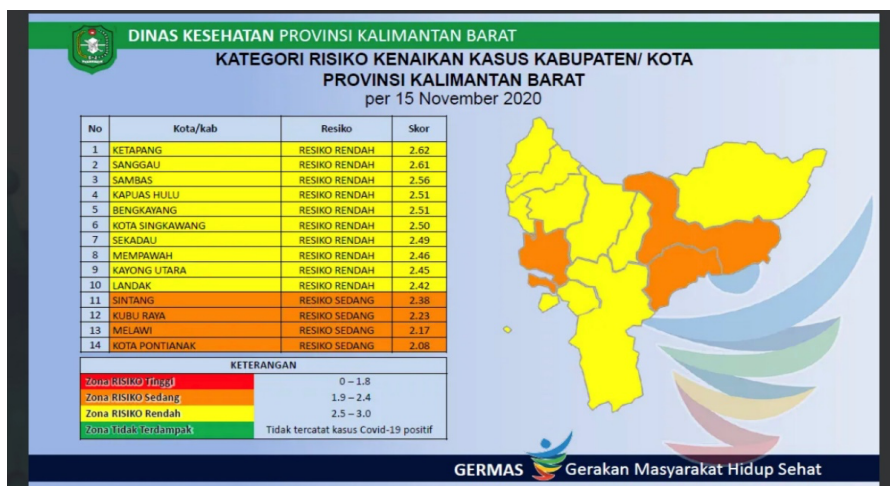 DINAS KESEHATAN PROVINSI KALIMANTAN BARAT
KATEGORI RISIKO KENAIKAN KASUS KABUPATEN/ KOTA
PROVINSI KALIMANTAN BARAT
per 15 November 2020
No Kota/kab Resiko Skor
1 KETAPANG RESIKO RENDAH 2.62
2 SANGGAU RESIKO RENDAH 2.61
3 SAMBAS RESIKO RENDAH 2.56
4 KAPUAS HULU RESIKO RENDAH 2.51
5 BENGKAYANG RESIKO RENDAH 2.51
6 KOTA SINGKAWANG RESIKO RENDAH 2.50
7 SEKADAU RESIKO RENDAH 2.49
8 MEMPAWAH RESIKO RENDAH 2.46
9 KAYONG UTARA RESIKO RENDAH 2.45
10 LANDAK RESIKO RENDAH 2.42
11 SINTANG RESIKO SEDANG 2.38
12 KUBU RAYA RESIKO SEDANG 2.23
13 MELAWI RESIKO SEDANG 2.17
14 KOTA PONTIANAK RESIKO SEDANG 2.08
KETERANGAN
Zona RISIKO Tinggi 0 – 1.8
Zona RISIKO Sedang 1.9 – 2.4
Zona RISIKO Rendah 2.5 – 3.0
Zona Tidak Terdampak Tidak tercatat kasus Covid-19 positif
GERMAS Gerakan Masyarakat Hidup Sehat